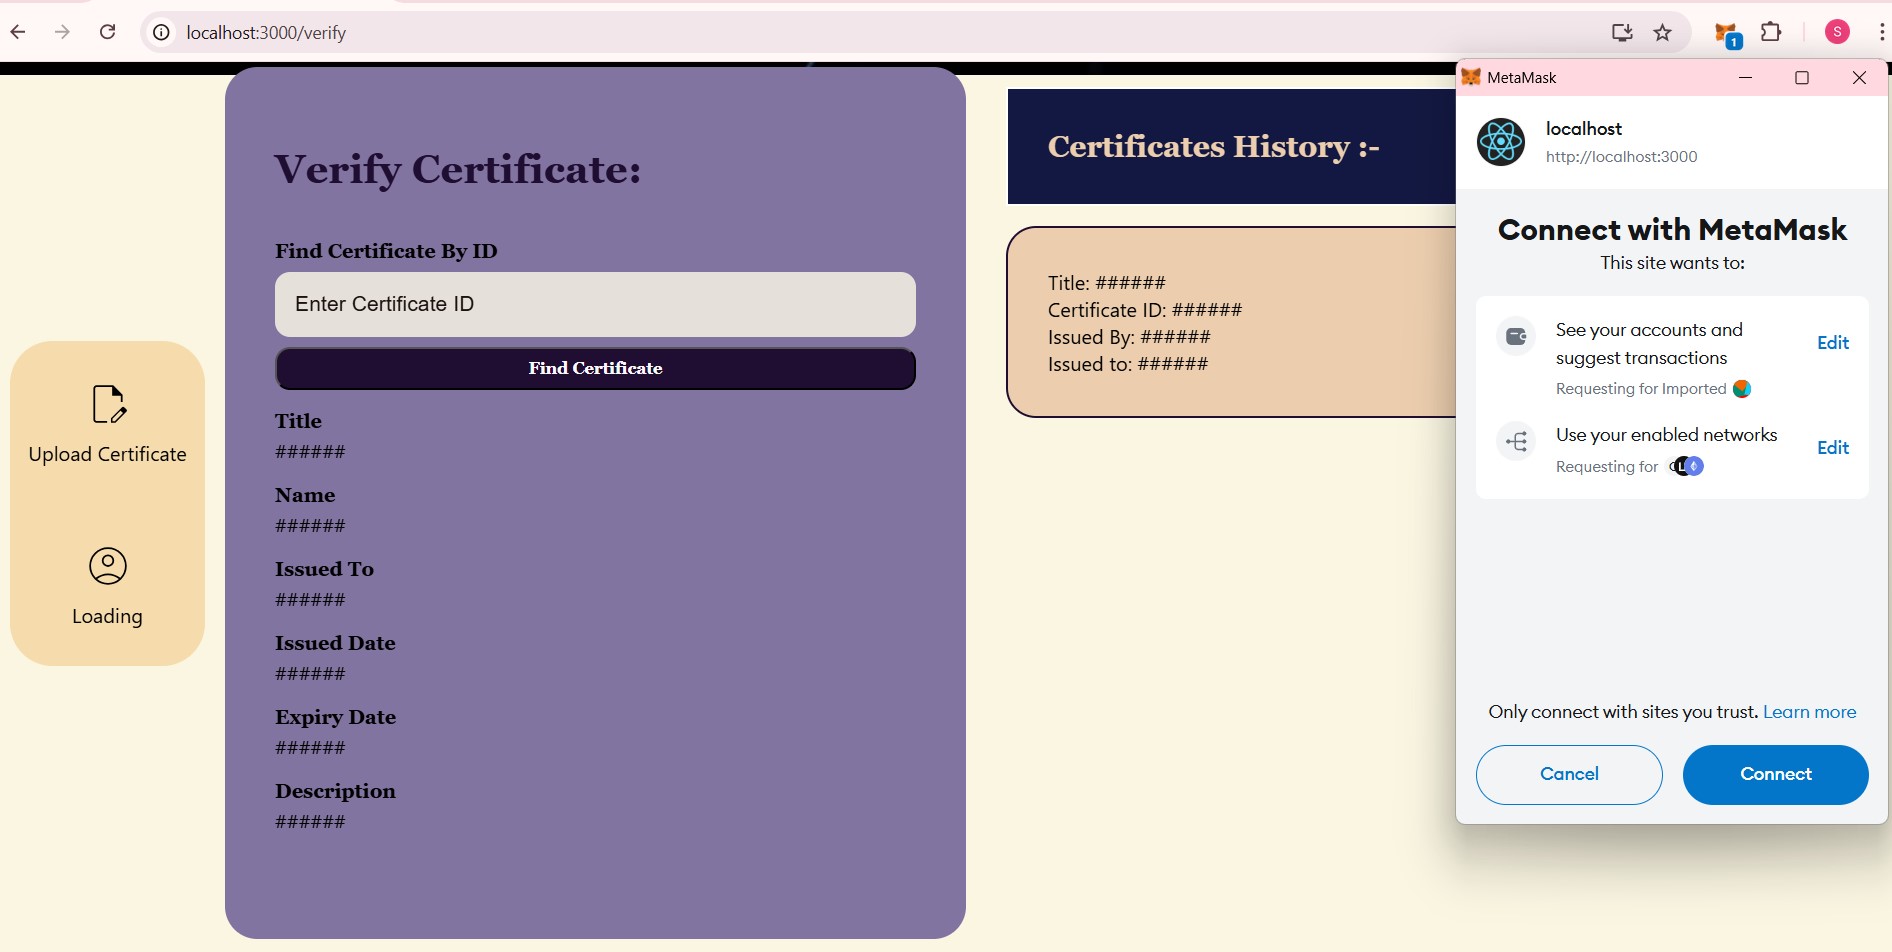 localhost:3000/verify
1
S
Verify Certificate:
Find Certificate By ID
Enter Certificate ID
Find Certificate
Title
######
Name
######
Issued To
######
Issued Date
######
Expiry Date
######
Description
######
Upload Certificate
Loading
Certificates History :-
Title: ######
Certificate ID: ######
Issued By: ######
Issued to: ######
MetaMask
localhost
http://localhost:3000
Connect with MetaMask
This site wants to:
See your accounts and
suggest transactions
Edit
Requesting for Imported
Use your enabled networks
Edit
Requesting for
Only connect with sites you trust. Learn more
Cancel
Connect